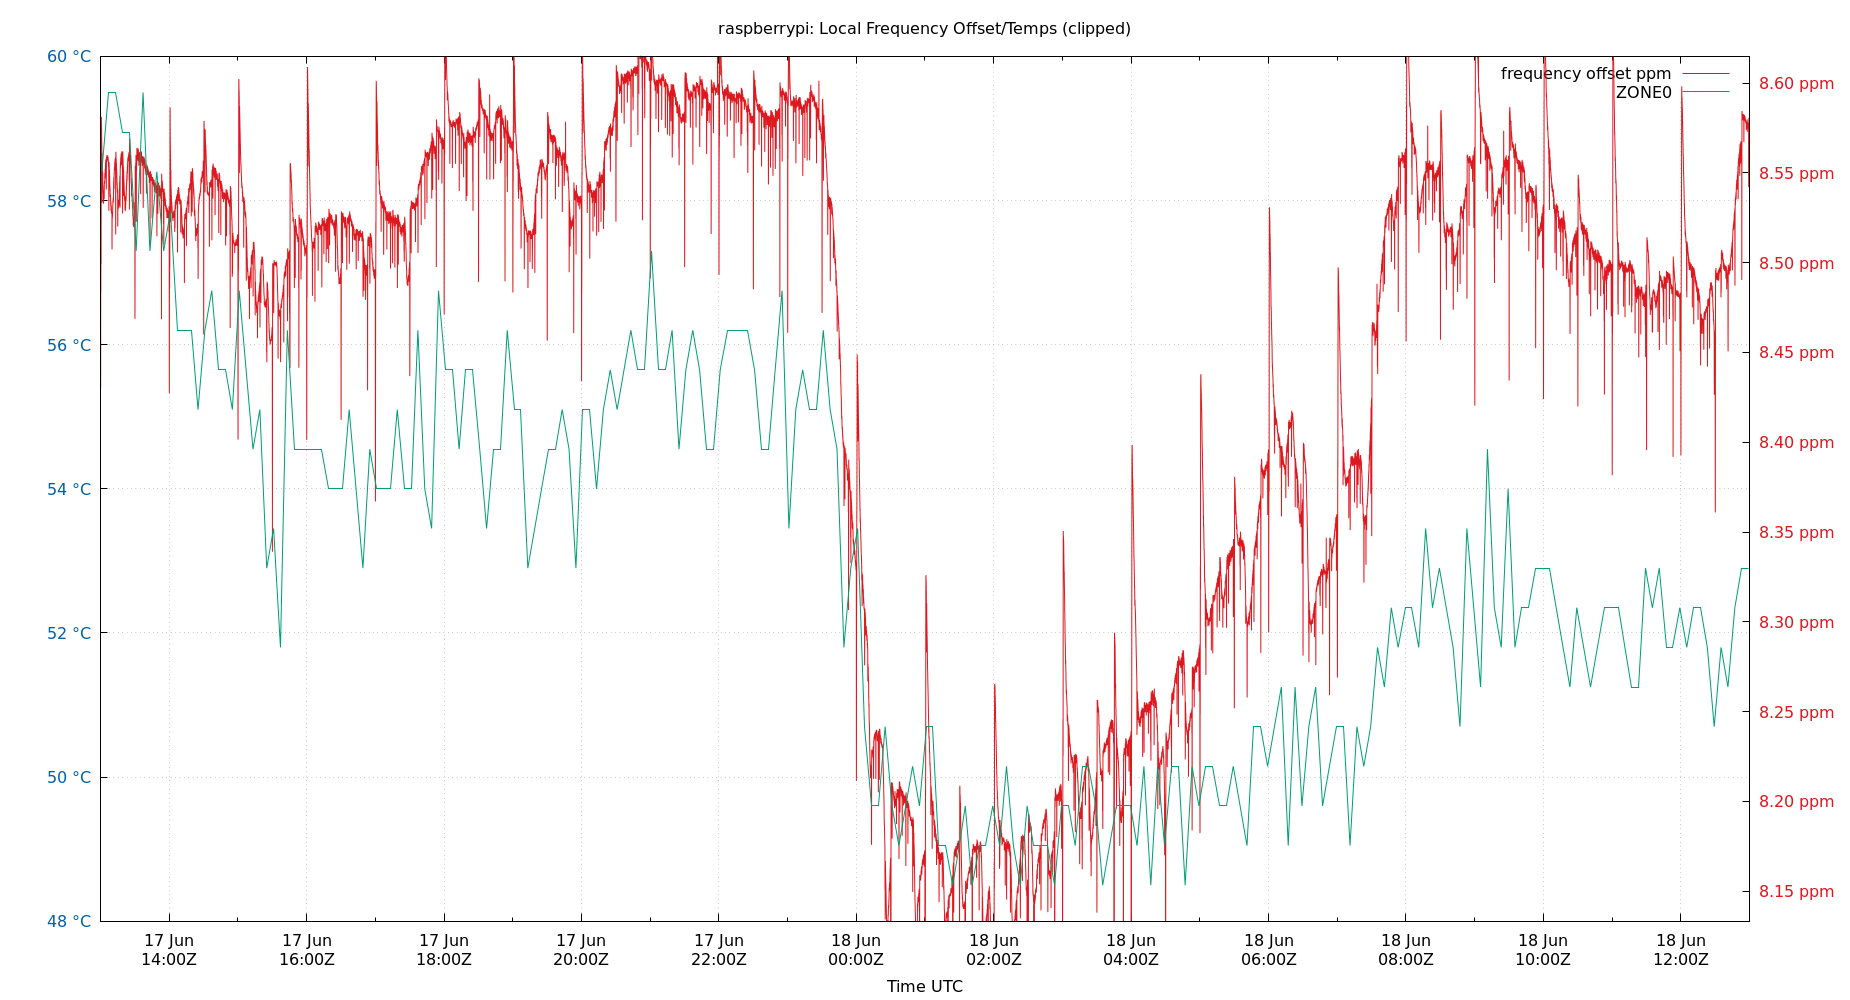 raspberrypi: Local Frequency Offset/Temps (clipped)
60 °C
58 °C
56 °C
54 °C
52 °C
50 °C
48 °C
frequency offset ppm
ZONE0
8.60 ppm
8.55 ppm
8.50 ppm
8.45 ppm
8.40 ppm
8.35 ppm
8.30 ppm
8.25 ppm
8.20 ppm
8.15 ppm
17 Jun 17 Jun 17 Jun 17 Jun 17 Jun 18 Jun 18 Jun 18 Jun 18 Jun 18 Jun 18 Jun 18 Jun
14:00Z 16:00Z 18:00Z 20:00Z 22:00Z 00:00Z 02:00Z 04:00Z 06:00Z 08:00Z 10:00Z 12:00Z
Time UTC